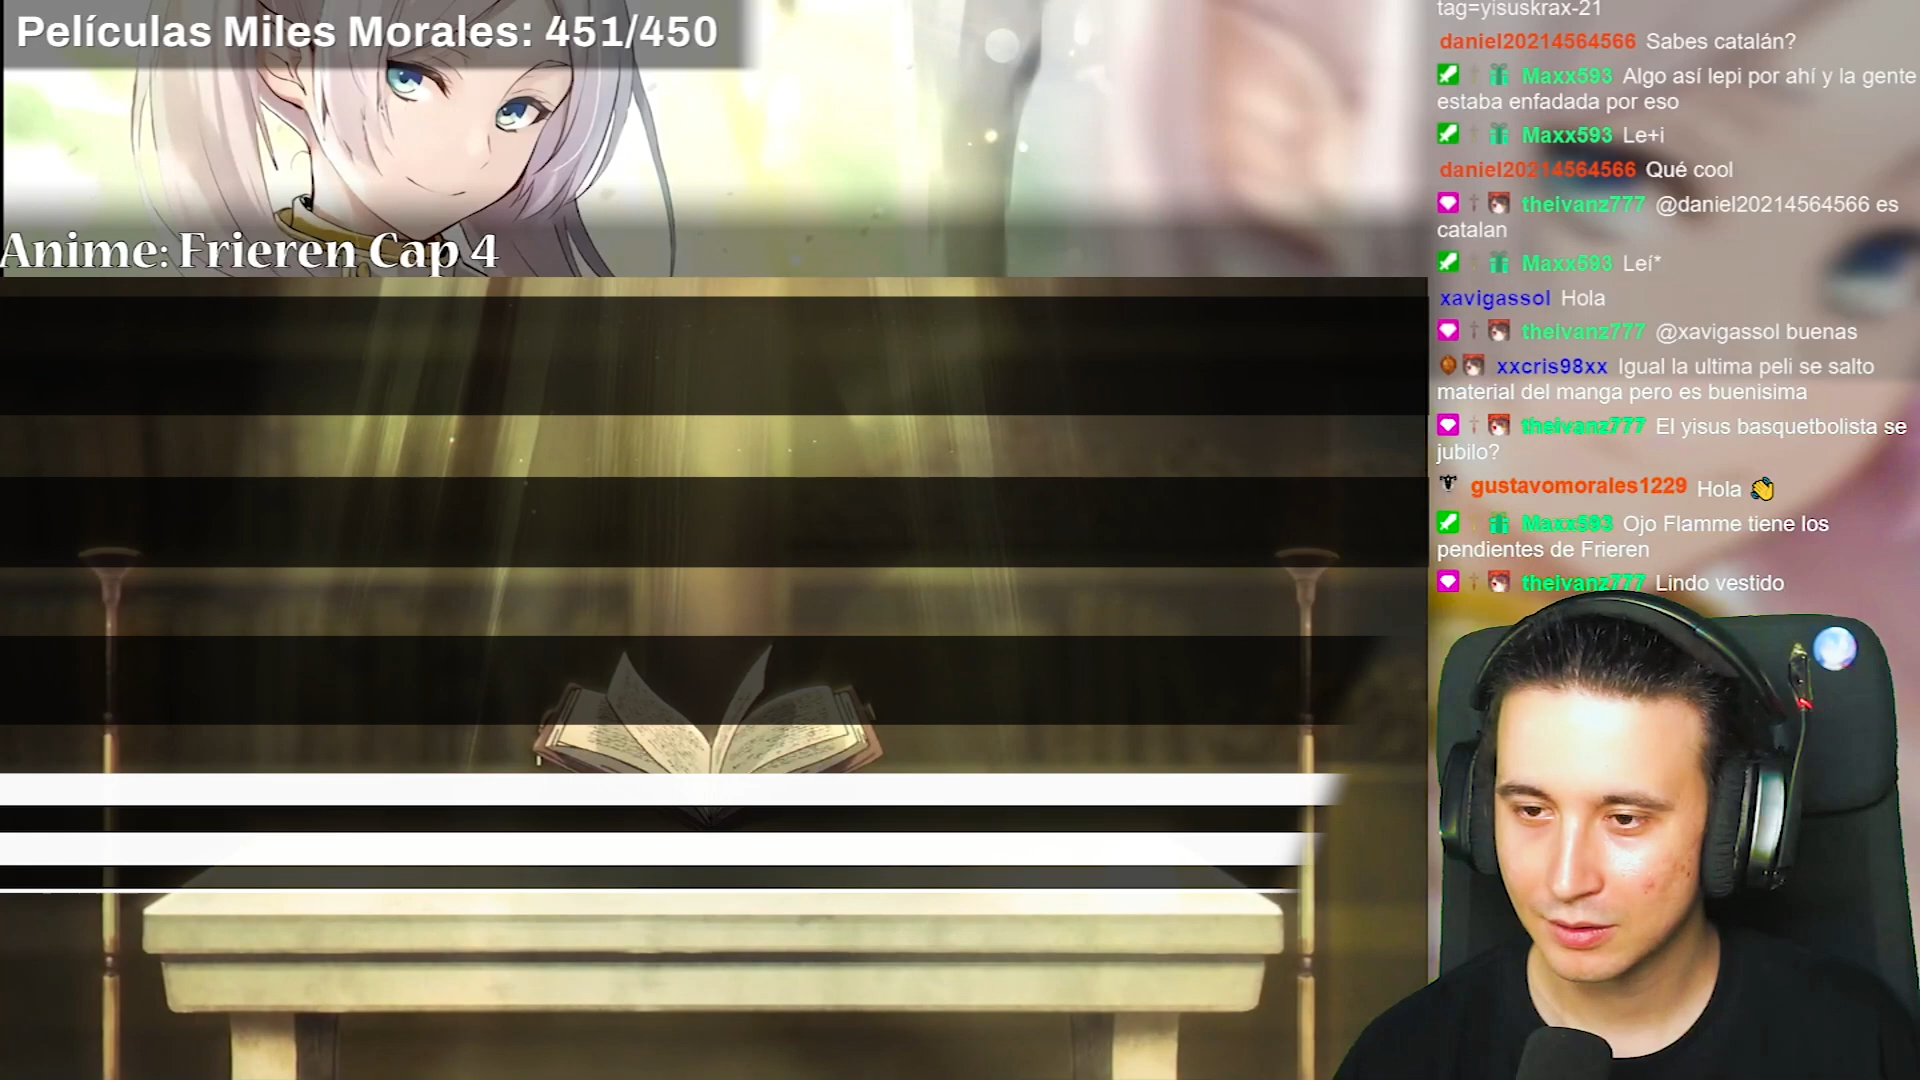 Películas Miles Morales: 451/450
Anime: Frieren Cap 4
tag=yisuskrax-21
daniel20214564566 Sabes catalán?
Maxx593 Algo así lepi por ahí y la gente
estaba enfadada por eso
Maxx593 Le+i
daniel20214564566 Qué cool
theivanz777 @daniel20214564566 es
catalan
Maxx593 Leí*
xavigassol Hola
theivanz777 @xavigassol buenas
xxcris98xx Igual la ultima peli se salto
material del manga pero es buenisima
theivanz777 El yisus basquetbolista se
jubilo?
gustavomorales1229 Hola 👏
Maxx593 Ojo Flamme tiene los
pendientes de Frieren
theivanz777 Lindo vestido